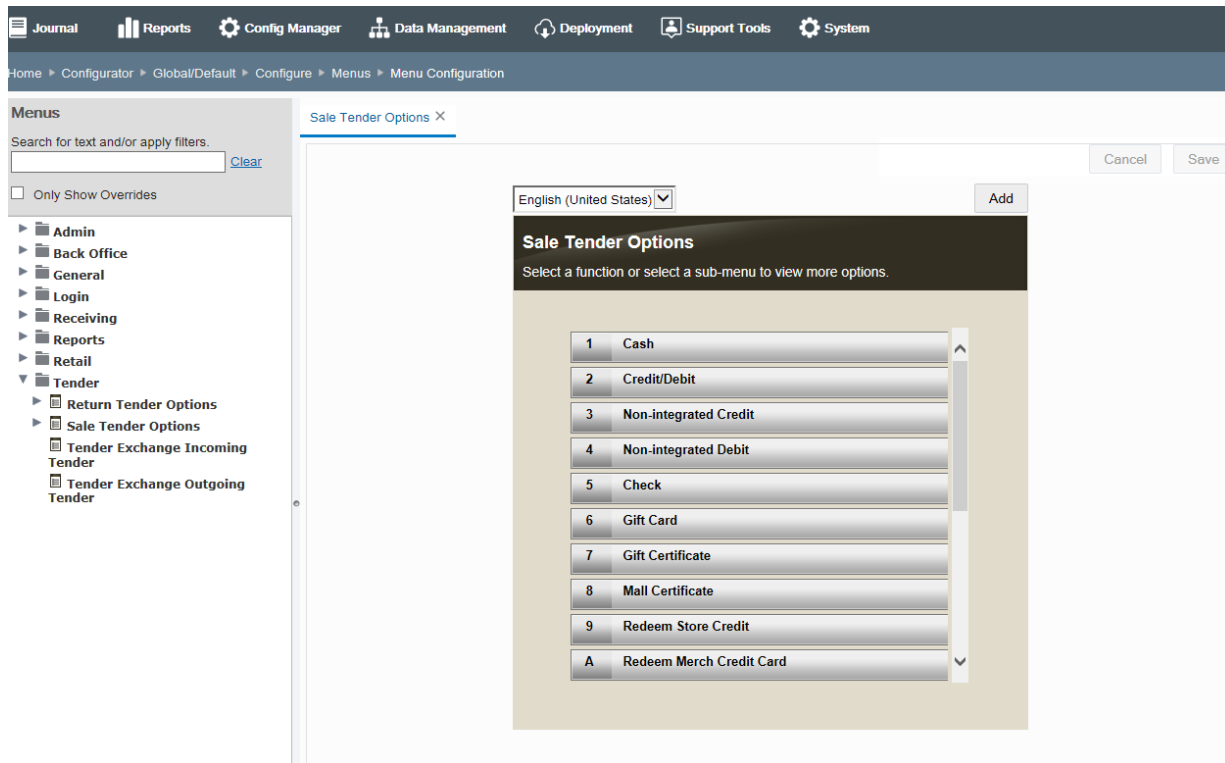 Journal Reports Config Manager Data Management Deployment Support Tools System
Home Configurator Global/Default Configure Menus Menu Configuration
Menus
Search for text and/or apply filters.
Clear
Only Show Overrides
Admin
Back Office
General
Login
Receiving
Reports
Retail
Tender
Return Tender Options
Sale Tender Options
Tender Exchange Incoming
Tender
Tender Exchange Outgoing
Tender
Sale Tender Options ×
Cancel Save
English (United States) Add
Sale Tender Options
Select a function or select a sub-menu to view more options.
1 Cash
2 Credit/Debit
3 Non-integrated Credit
4 Non-integrated Debit
5 Check
6 Gift Card
7 Gift Certificate
8 Mall Certificate
9 Redeem Store Credit
A Redeem Merch Credit Card